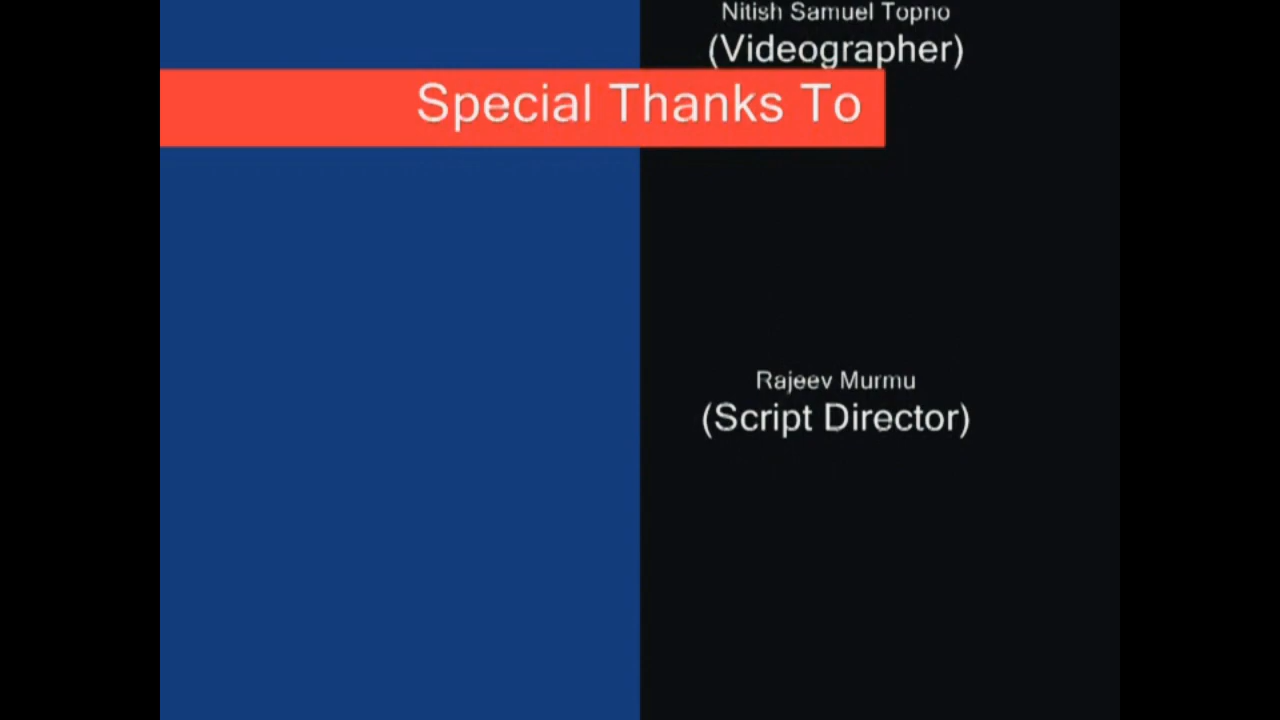 Nitish Samuel Topno
(Videographer)
Special Thanks To
Rajeev Murmu
(Script Director)